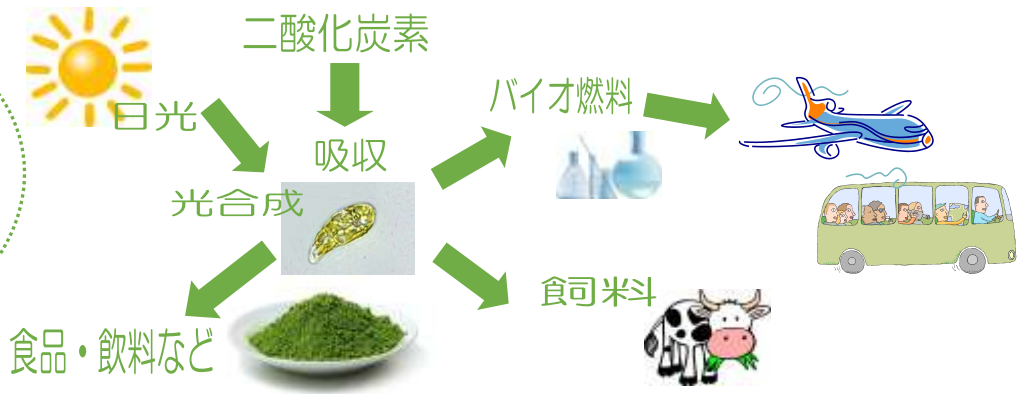 二酸化炭素
日光
吸収
光合成
バイオ燃料
飼料
食品・飲料など